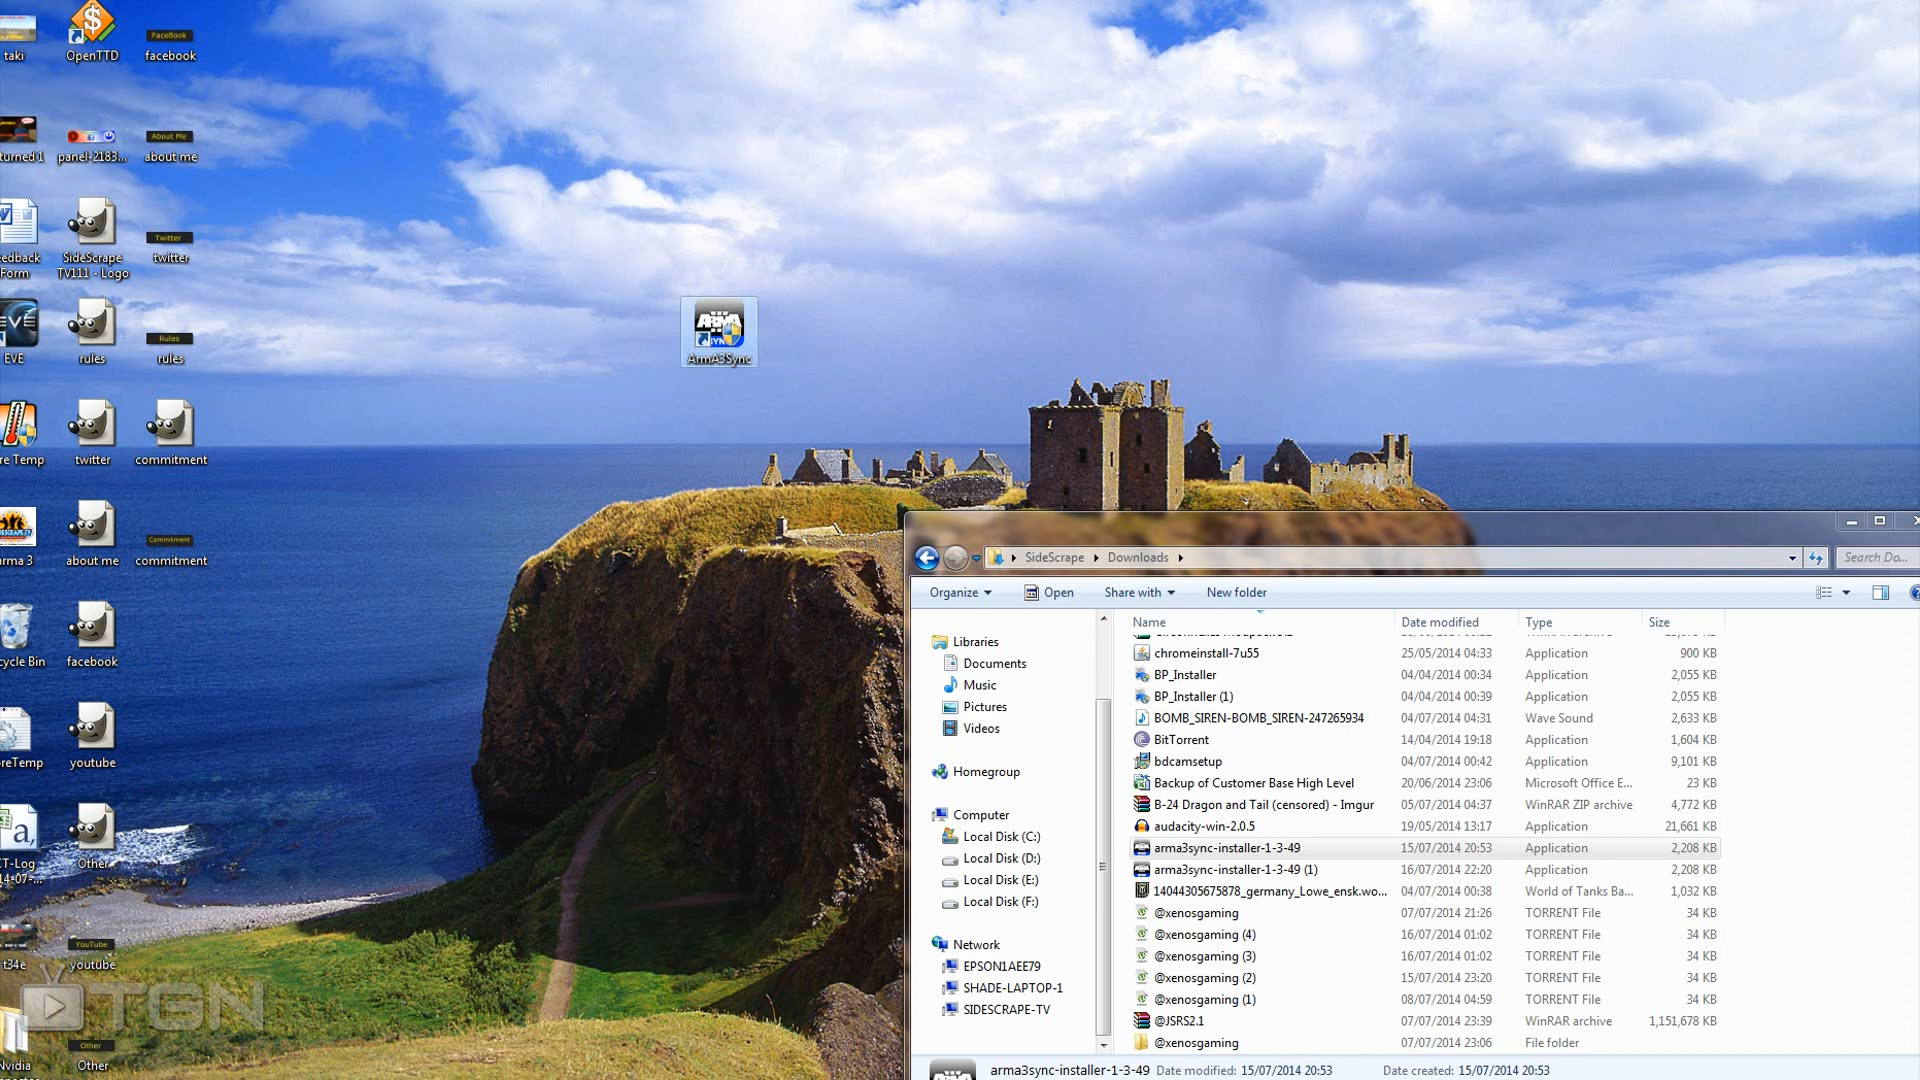 taki
OpenTTD
FaceBook
facebook
turned 1
panel-2183...
About Me
about me
edback
Form
SideScrape
TV111 - Logo
Twitter
twitter
EVE
rules
Rules
rules
re Temp
twitter
commitment
rma 3
about me
Commitment
commitment
cycle Bin
facebook
oreTemp
youtube
CT-Log
14-07-...
Other
t34e
YouTube
youtube
TGN
Nvidia
Other
Other
ARMA
ArmA3Sync
SideScrape
Downloads
Search Do...
Organize
Open
Share with
New folder
Name
Date modified
Type
Size
Libraries
Documents
Music
Pictures
Videos
Homegroup
Computer
Local Disk (C:)
Local Disk (D:)
Local Disk (E:)
Local Disk (F:)
Network
EPSON1AEE79
SHADE-LAPTOP-1
SIDESCRAPE-TV
chromeinstall-7u55 25/05/2014 04:33 Application 900 KB
BP_Installer 04/04/2014 00:34 Application 2,055 KB
BP_Installer (1) 04/04/2014 00:39 Application 2,055 KB
BOMB_SIREN-BOMB_SIREN-247265934 04/07/2014 04:31 Wave Sound 2,633 KB
BitTorrent 14/04/2014 19:18 Application 1,604 KB
bdcamsetup 04/07/2014 00:42 Application 9,101 KB
Backup of Customer Base High Level 20/06/2014 23:06 Microsoft Office E... 23 KB
B-24 Dragon and Tail (censored) - Imgur 05/07/2014 04:37 WinRAR ZIP archive 4,772 KB
audacity-win-2.0.5 19/05/2014 13:17 Application 21,661 KB
arma3sync-installer-1-3-49 15/07/2014 20:53 Application 2,208 KB
arma3sync-installer-1-3-49 (1) 16/07/2014 22:20 Application 2,208 KB
14044305675878_germany_Lowe_ensk.wo... 04/07/2014 00:38 World of Tanks Ba... 1,032 KB
@xenosgaming 07/07/2014 21:26 TORRENT File 34 KB
@xenosgaming (4) 16/07/2014 01:02 TORRENT File 34 KB
@xenosgaming (3) 16/07/2014 01:02 TORRENT File 34 KB
@xenosgaming (2) 15/07/2014 23:20 TORRENT File 34 KB
@xenosgaming (1) 08/07/2014 04:59 TORRENT File 34 KB
@JSRS2.1 07/07/2014 23:39 WinRAR archive 1,151,678 KB
@xenosgaming 07/07/2014 23:06 File folder
arma3sync-installer-1-3-49 Date modified: 15/07/2014 20:53 Date created: 15/07/2014 20:53